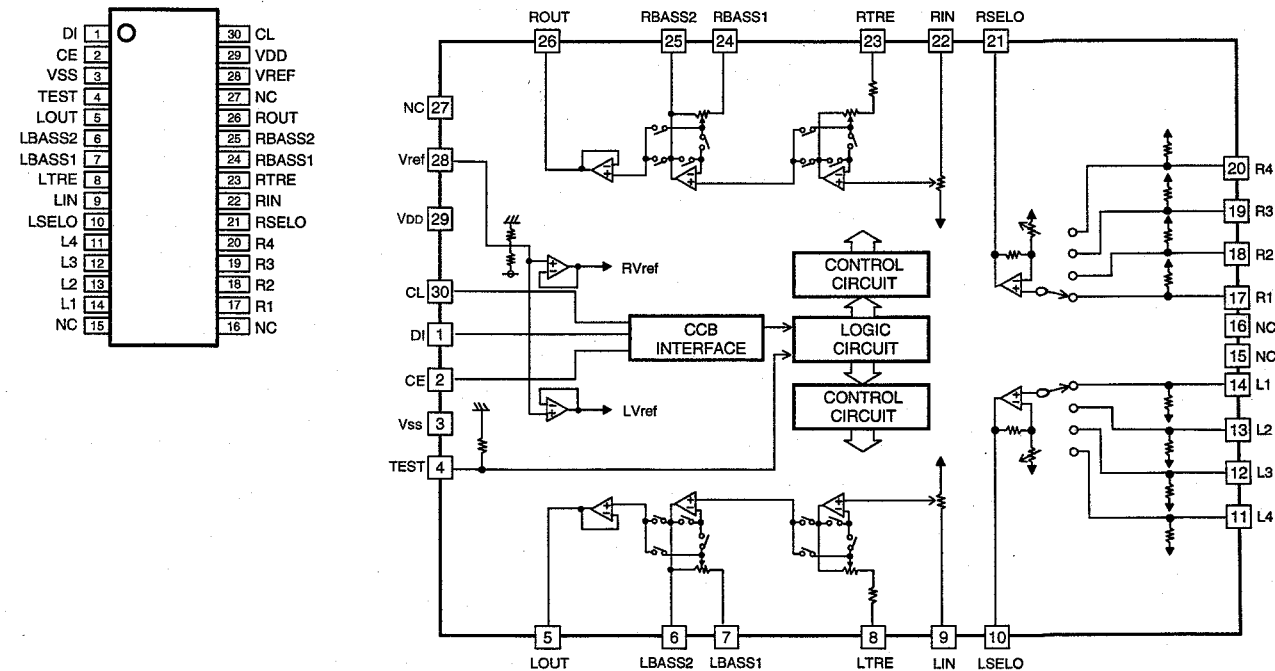 DI 1 30 CL
CE 2 29 VDD
VSS 3 28 VREF
TEST 4 27 NC
LOUT 5 26 ROUT
LBASS2 6 25 RBASS2
LBASS1 7 24 RBASS1
LTRE 8 23 RTRE
LIN 9 22 RIN
LSELO 10 21 RSELO
L4 11 20 R4
L3 12 19 R3
L2 13 18 R2
L1 14 17 R1
NC 15 16 NC
ROUT RBASS2 RBASS1 RTRE RIN RSELO
26 25 24 23 22 21
NC 27
Vref 28
VDD 29
CL 30
DI 1
CE 2
Vss 3
TEST 4
RVref
LVref
CCB
INTERFACE
CONTROL
CIRCUIT
LOGIC
CIRCUIT
CONTROL
CIRCUIT
20 R4
19 R3
18 R2
17 R1
16 NC
15 NC
14 L1
13 L2
12 L3
11 L4
5 6 7 8 9 10
LOUT LBASS2 LBASS1 LTRE LIN LSELO